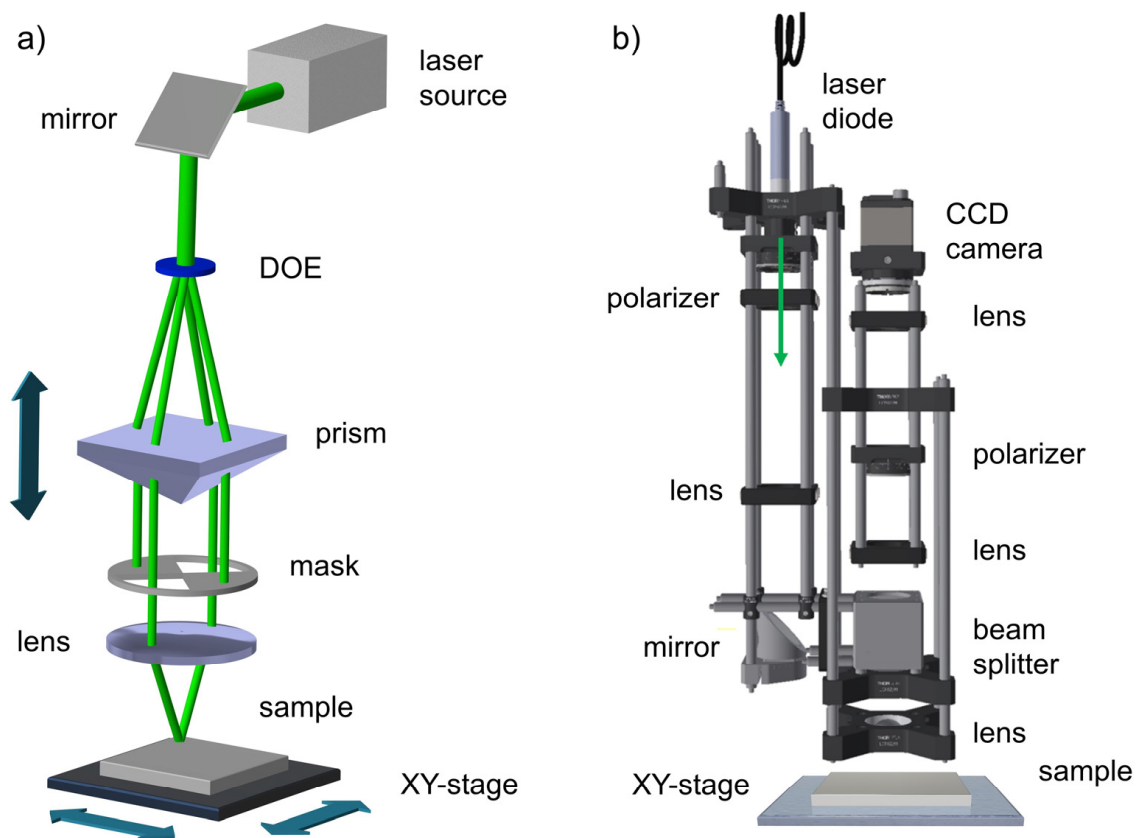 a)
laser
source
mirror
DOE
prism
mask
lens
sample
XY-stage
b)
laser
diode
CCD
camera
polarizer
lens
polarizer
lens
lens
mirror
beam
splitter
lens
sample
XY-stage